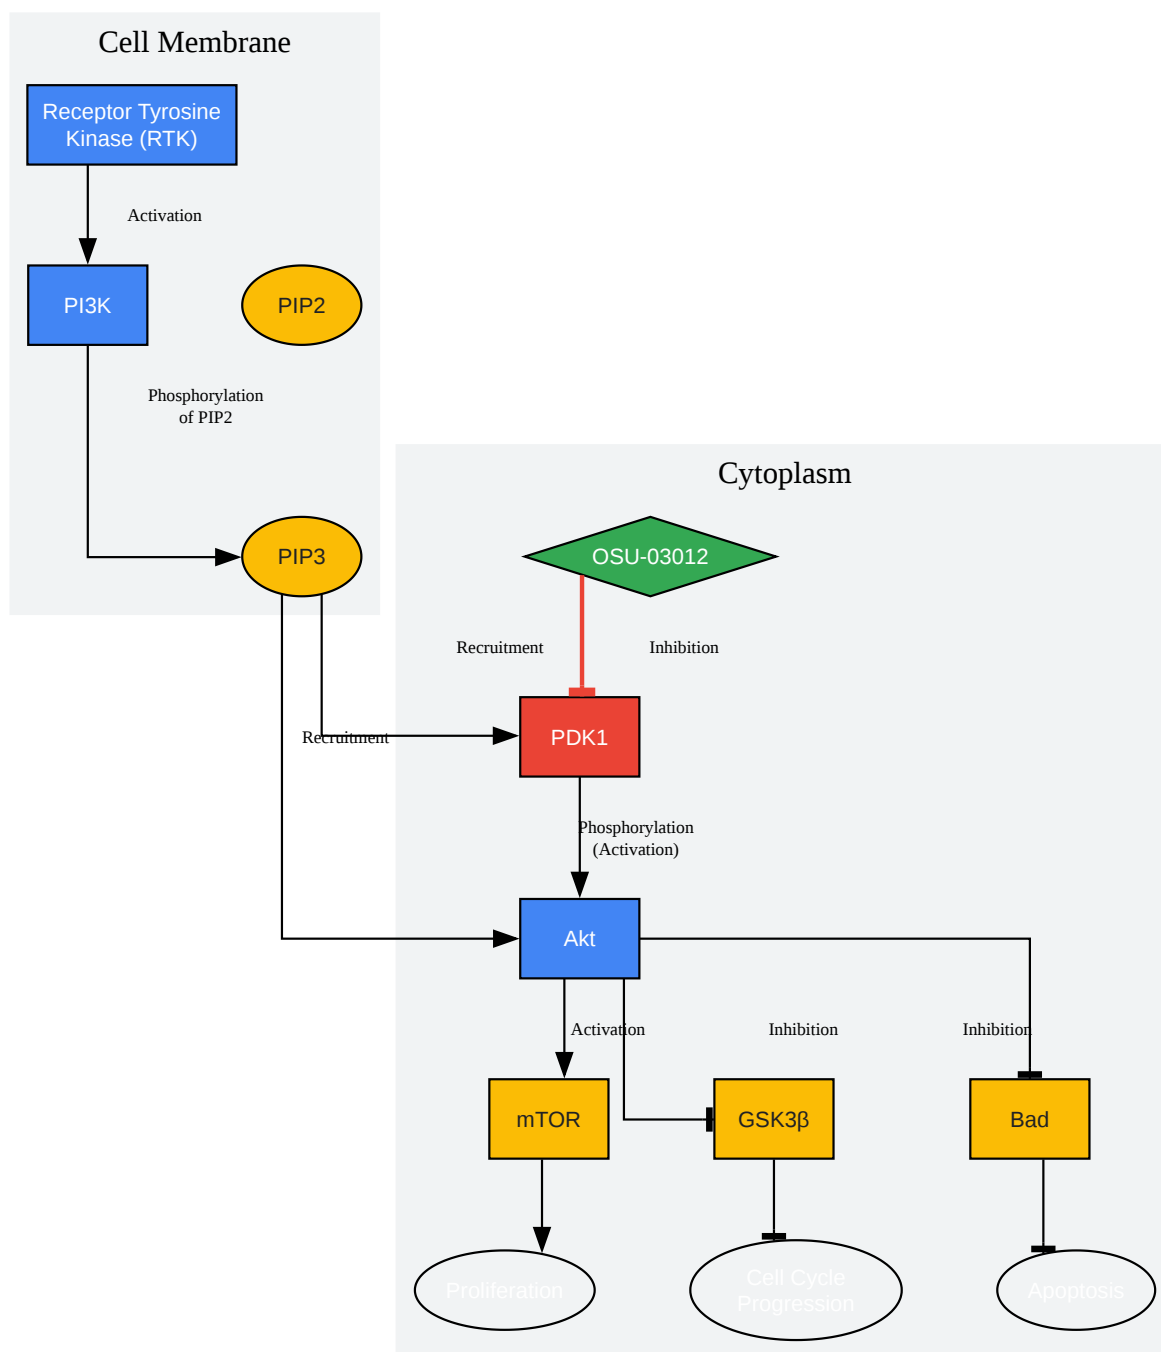 Cell Membrane
Receptor Tyrosine
Kinase (RTK)
Activation
PI3K
PIP2
Phosphorylation
of PIP2
Cytoplasm
PIP3
OSU-03012
Recruitment
Inhibition
Recruitment
PDK1
Phosphorylation
(Activation)
Akt
Activation
Inhibition
Inhibition
mTOR
GSK3β
Bad
Proliferation
Cell Cycle
Progression
Apoptosis